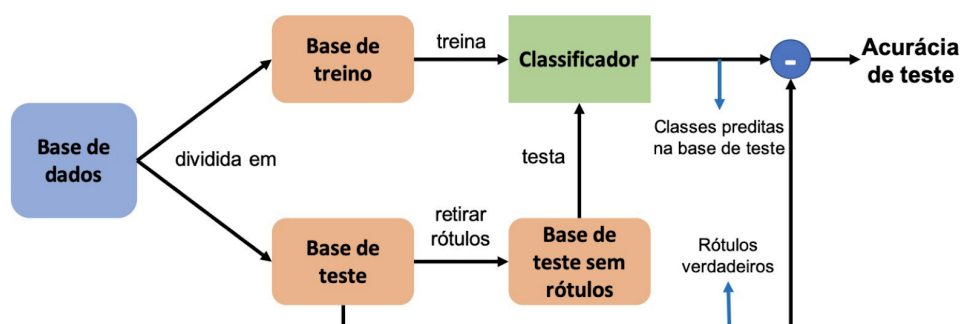 Base de
treino
treina
Classificador
-
Acurácia
de teste
Classes preditas
na base de teste
Base de
dados
dividida em
testa
Base de
teste
retirar
rótulos
Base de
teste sem
rótulos
Rótulos
verdadeiros